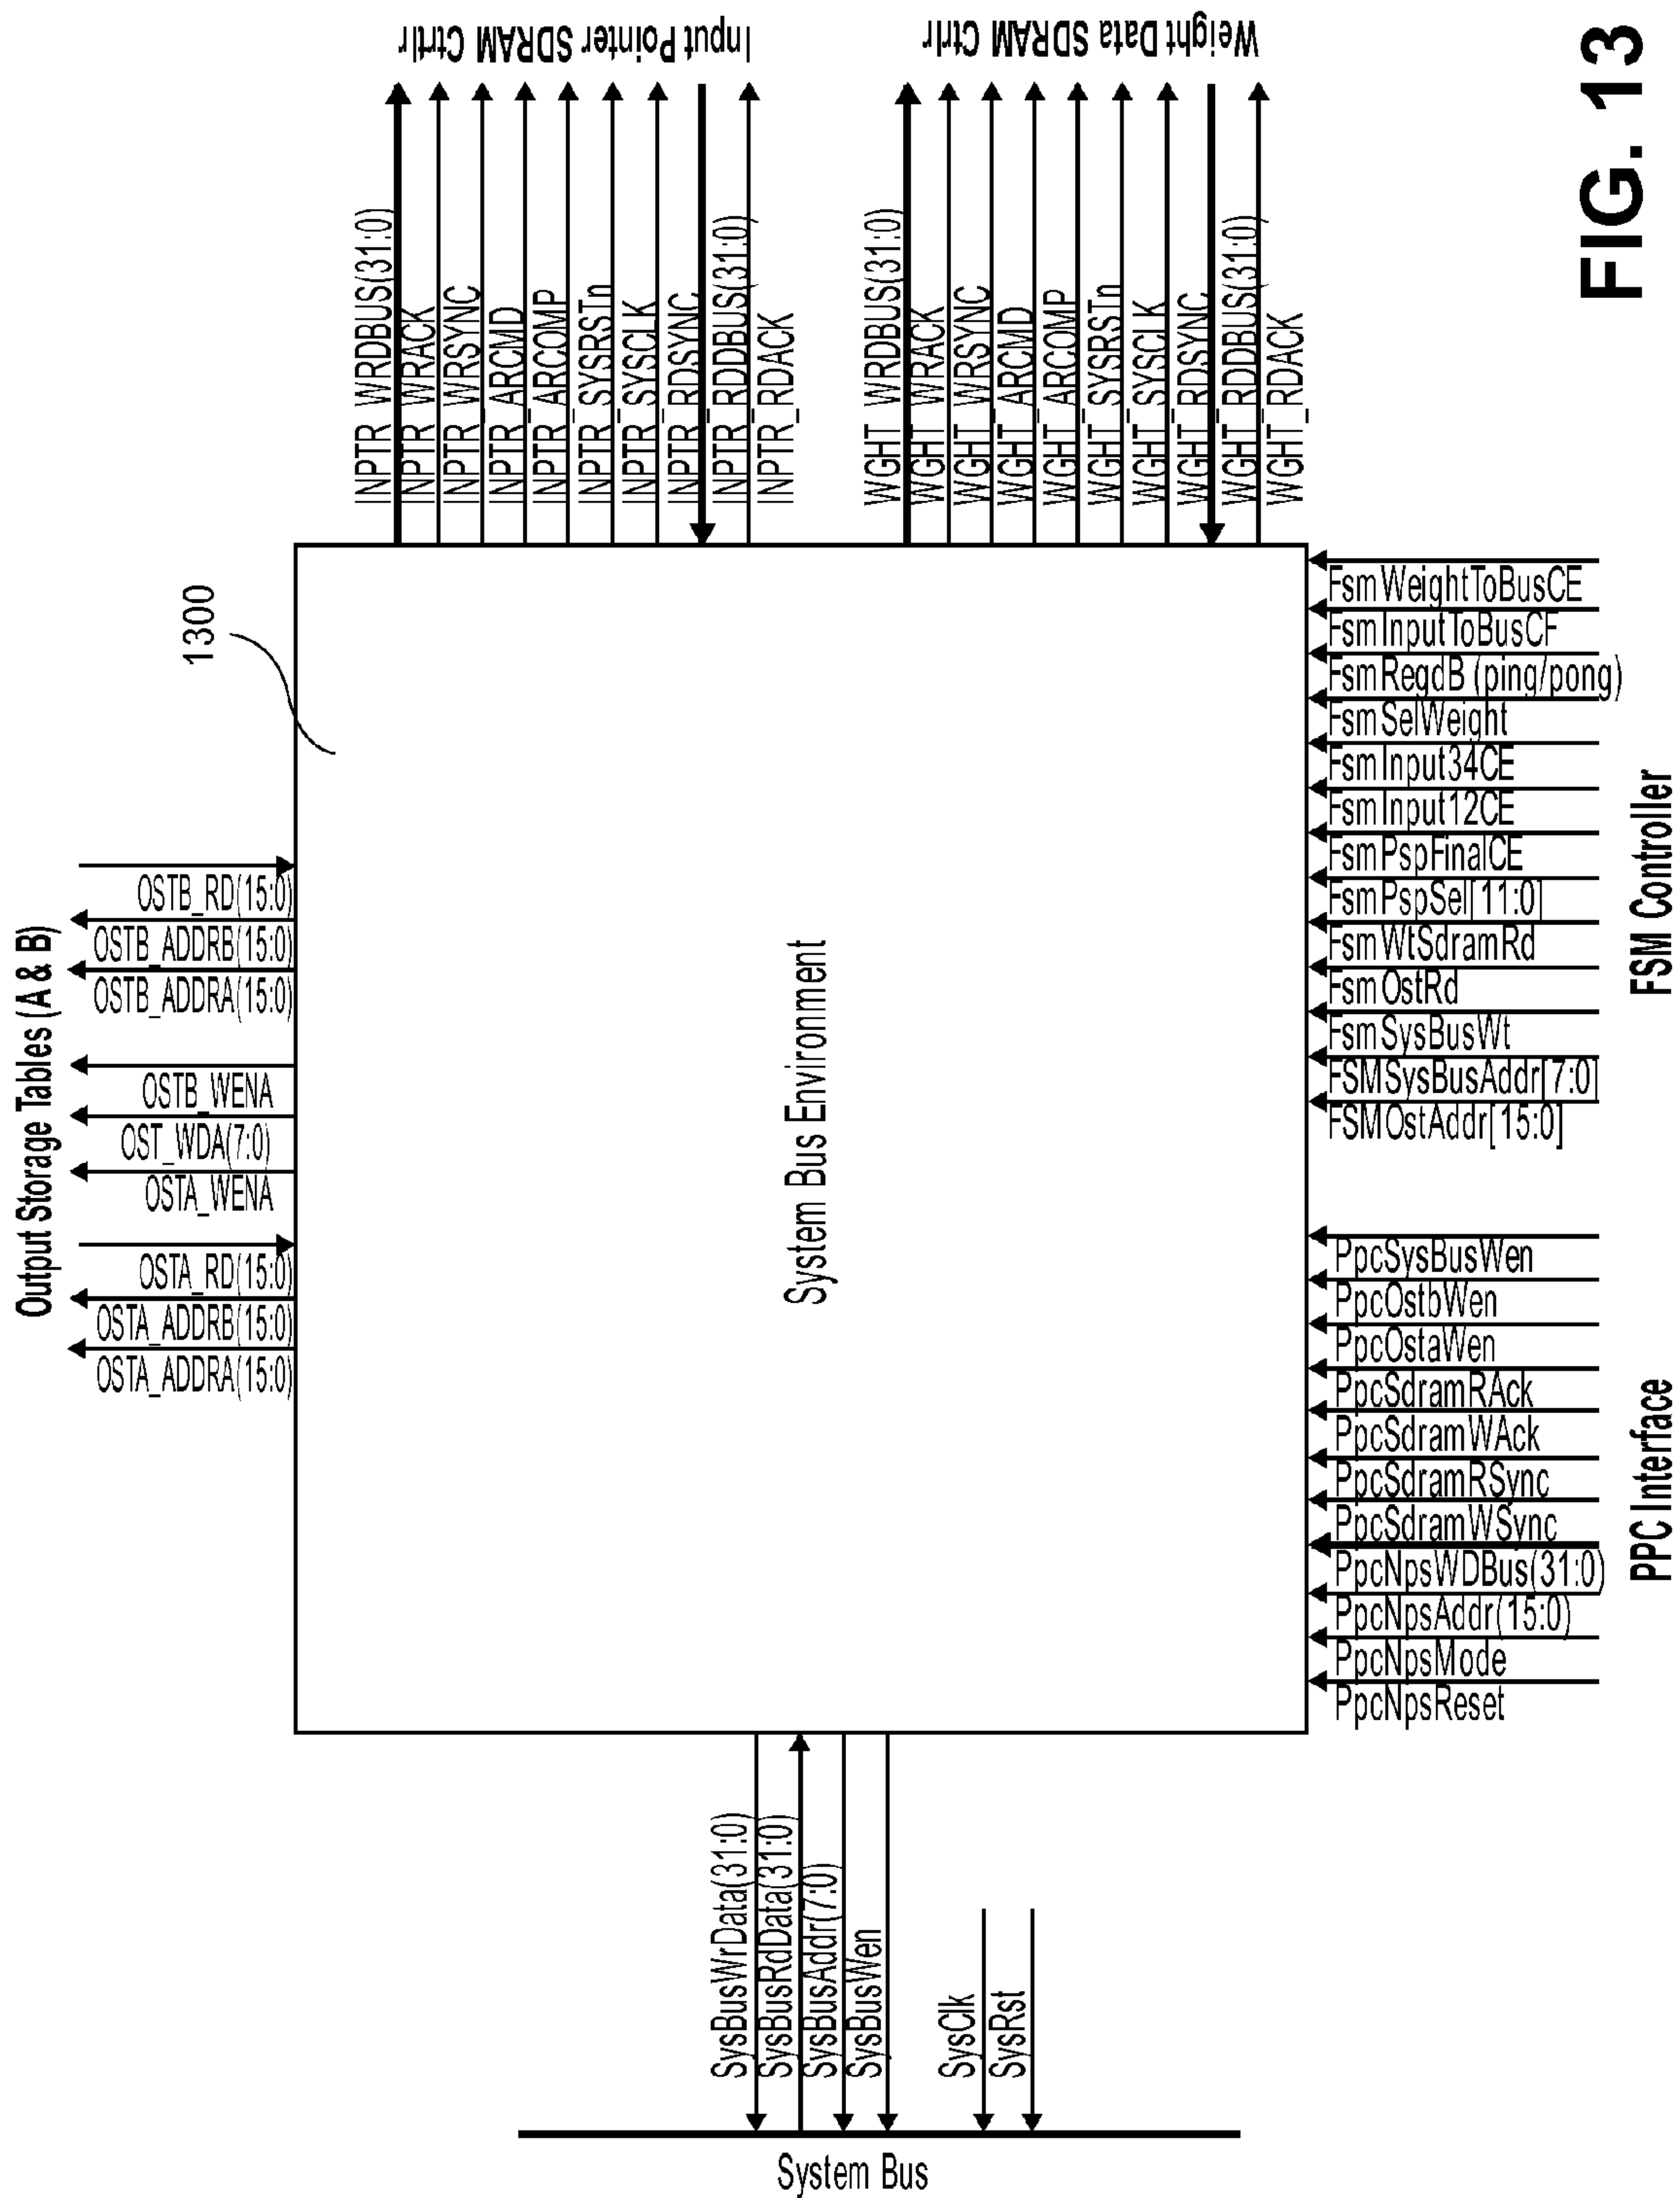 FIG. 13
Output Storage Tables (A & B)
OSTA_ADDRA(15:0)
OSTA_ADDRB(15:0)
OSTA_RD(15:0)
OSTA_WENA
OST_WDA(7:0)
OSTB_WENA
OSTB_ADDRA(15:0)
OSTB_ADDRB(15:0)
OSTB_RD(15:0)
1300
System Bus Environment
Input Pointer SDRAM Ctrtlr
INPTR_WRDBUS(31:0)
INPTR_WRACK
INPTR_WRSYNC
INPTR_ARCMD
INPTR_ARCOMP
INPTR_SYSRSTn
INPTR_SYSCLK
INPTR_RDSYNC
INPTR_RDDBUS(31:0)
INPTR_RDACK
Weight Data SDRAM Ctrlr
WGHT_WRDBUS(31:0)
WGHT_WRACK
WGHT_WRSYNC
WGHT_ARCMD
WGHT_ARCOMP
WGHT_SYSRSTn
WGHT_SYSCLK
WGHT_RDSYNC
WGHT_RDDBUS(31:0)
WGHT_RDACK
SysBusWrData(31:0)
SysBusRdData(31:0)
SysBusAddr(7:0)
SysBusWen
SysClk
SysRst
System Bus
FsmWeightToBusCE
FsmInputToBusCF
FsmRegdB (ping/pong)
FsmSelWeight
FsmInput34CE
FsmInput12CE
FsmPspFinalCE
FsmPspSel[11:0]
FsmWtSdramRd
FsmOstRd
FsmSysBusWt
FSMSysBusAddr[7:0]
FSMOstAddr[15:0]
FSM Controller
PpcSysBusWen
PpcOstbWen
PpcOstaWen
PpcSdramRAck
PpcSdramWAck
PpcSdramRSync
PpcSdramWSync
PpcNpsWDBus(31:0)
PpcNpsAddr(15:0)
PpcNpsMode
PpcNpsReset
PPC Interface